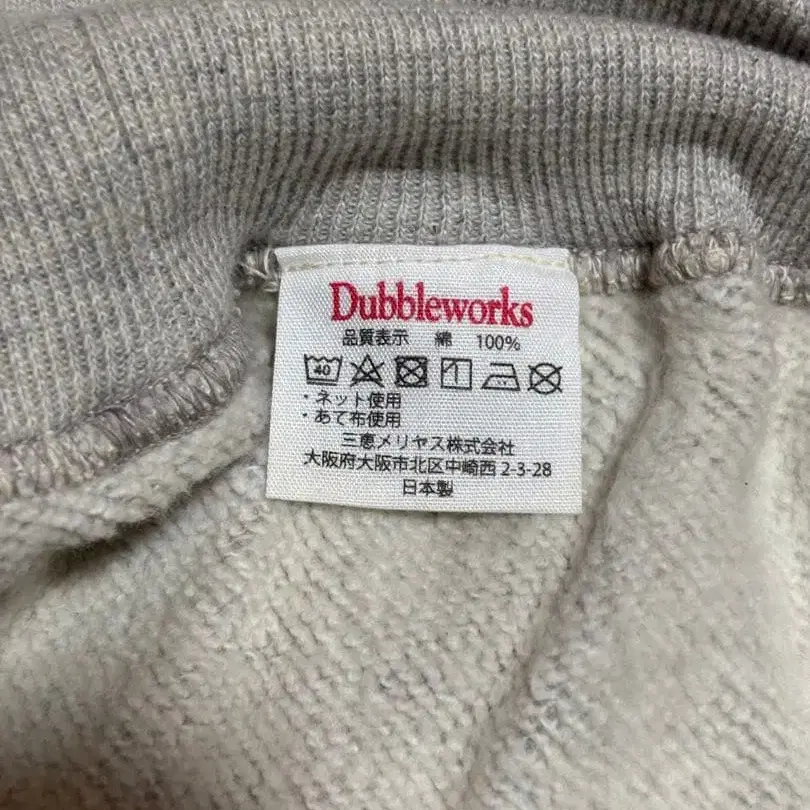 Dubbleworks
品質表示 綿 100%
40
・ネット使用
・あて布使用
三恵メリヤス株式会社
大阪府大阪市北区中崎西 2-3-28
日本製